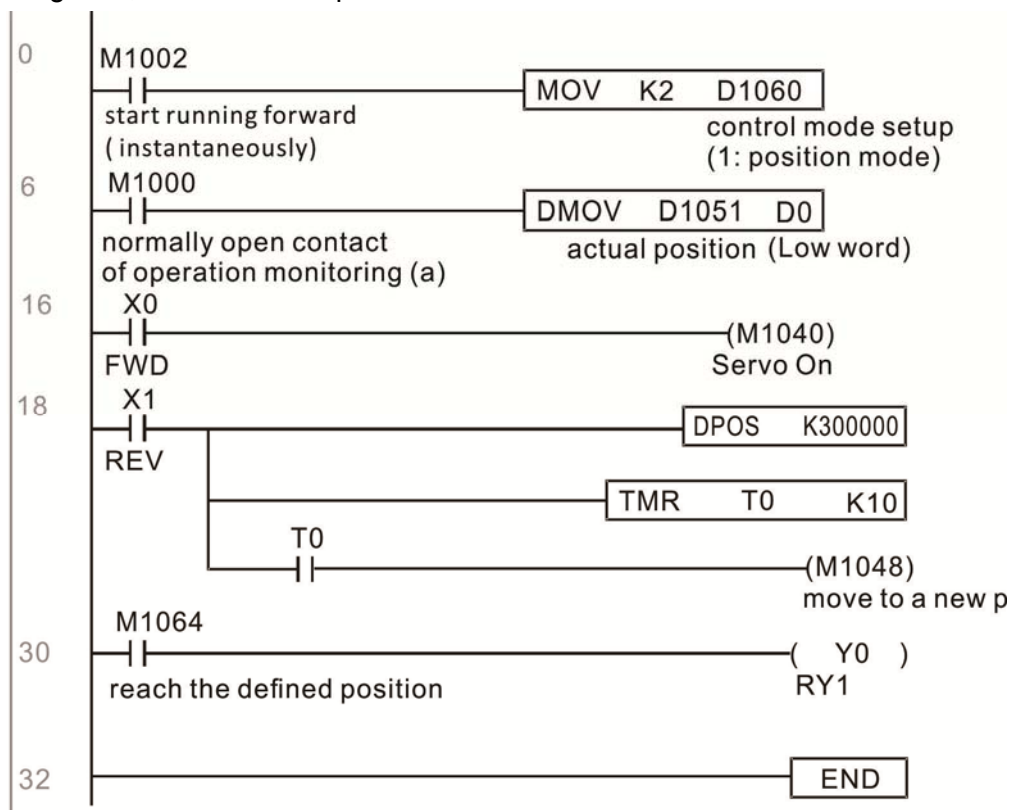 0
M1002
MOV K2 D1060
start running forward
( instantaneously)
control mode setup
(1: position mode)
6
M1000
DMOV D1051 D0
normally open contact
of operation monitoring (a)
actual position (Low word)
16
X0
(M1040)
FWD
Servo On
18
X1
DPOS K300000
REV
TMR T0 K10
T0
(M1048)
move to a new p
M1064
30
( Y0 )
reach the defined position
RY1
32
END